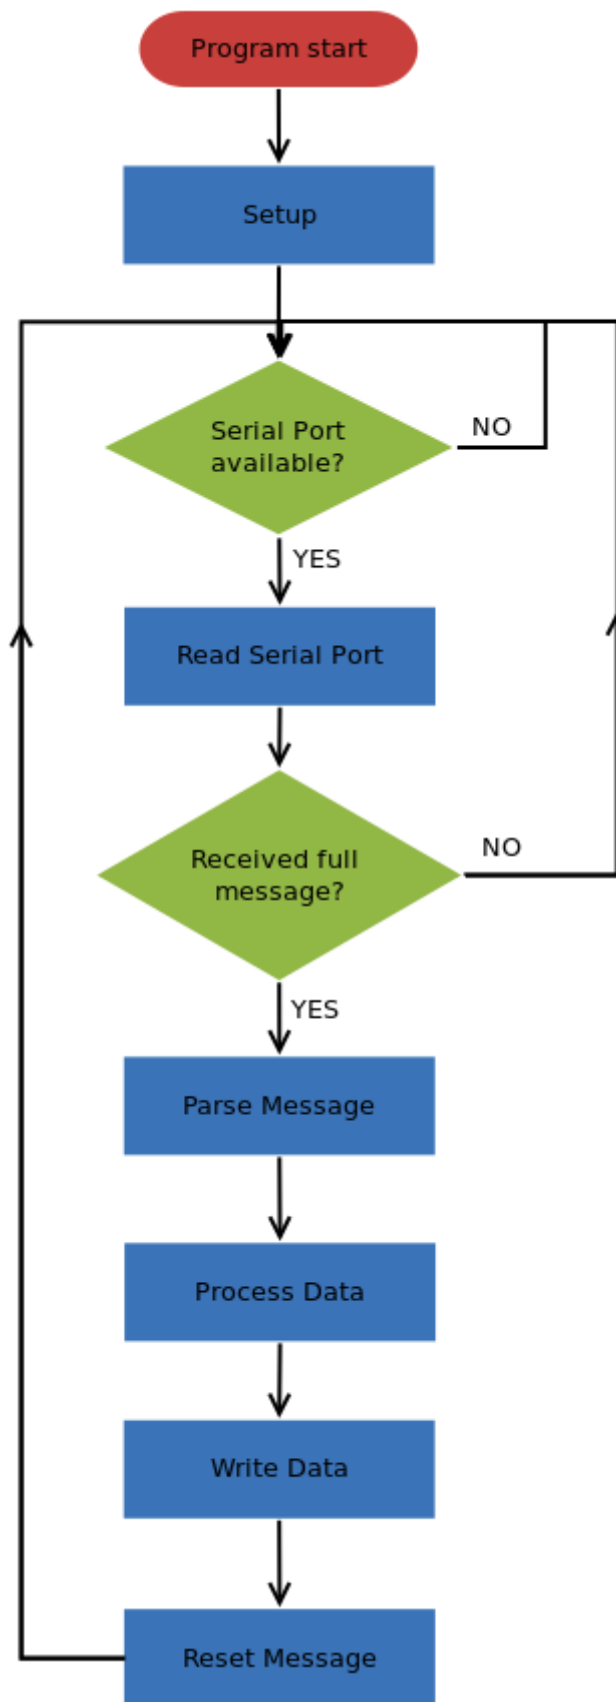 Program start
Setup
Serial Port
available?
NO
YES
Read Serial Port
Received full
message?
NO
YES
Parse Message
Process Data
Write Data
Reset Message